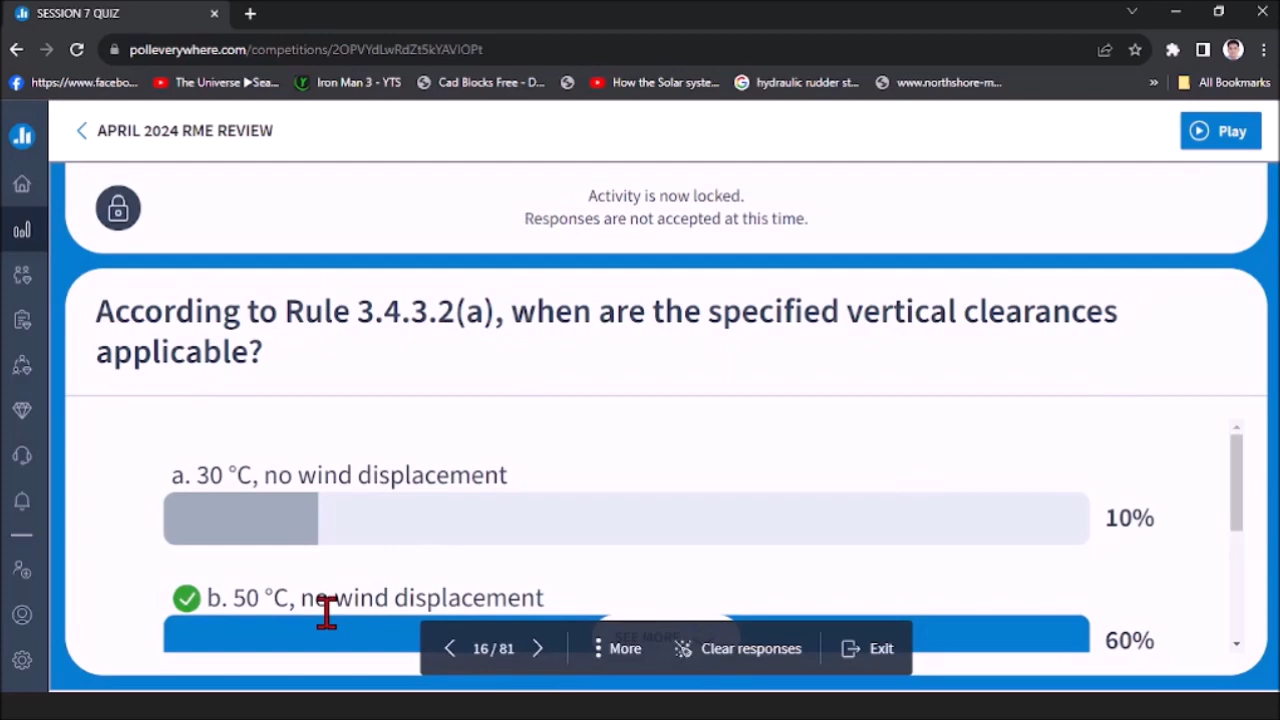 SESSION 7 QUIZ
polleverywhere.com/competitions/2OPVYdLwRdZt5kYAVIOPt
https://www.facebo... The Universe ▶Sea... Iron Man 3 - YTS Cad Blocks Free - D... How the Solar syste... hydraulic rudder st... www.northshore-m... » All Bookmarks
APRIL 2024 RME REVIEW
Play
Activity is now locked.
Responses are not accepted at this time.
According to Rule 3.4.3.2(a), when are the specified vertical clearances
applicable?
a. 30 °C, no wind displacement
10%
b. 50 °C, no wind displacement
60%
SEE MORE
16 / 81 More Clear responses Exit